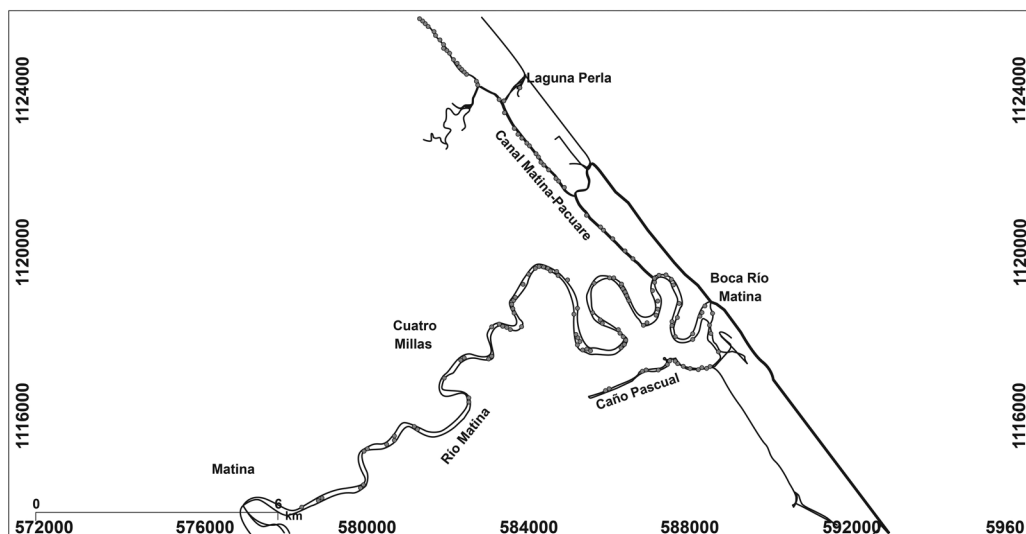 1124000
1124000
Laguna Perla
Canal Matina-Pacuare
1120000
1120000
Boca Río
Matina
Cuatro
Millas
Caño Pascual
1116000
1116000
Río Matina
Matina
0
6
km
572000
576000
580000
584000
588000
592000
5960